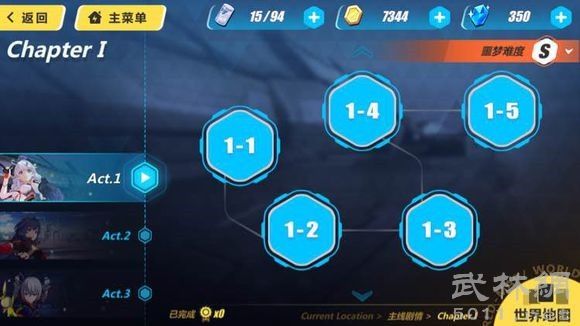 返回
主菜单
15/94
7344
350
Chapter I
噩梦难度
S
1-1
1-4
1-5
1-2
1-3
Act.1
Act.2
Act.3
已完成
x0
Current Location > 主线剧情 > Chapte
WORLD
世界地图
武林網